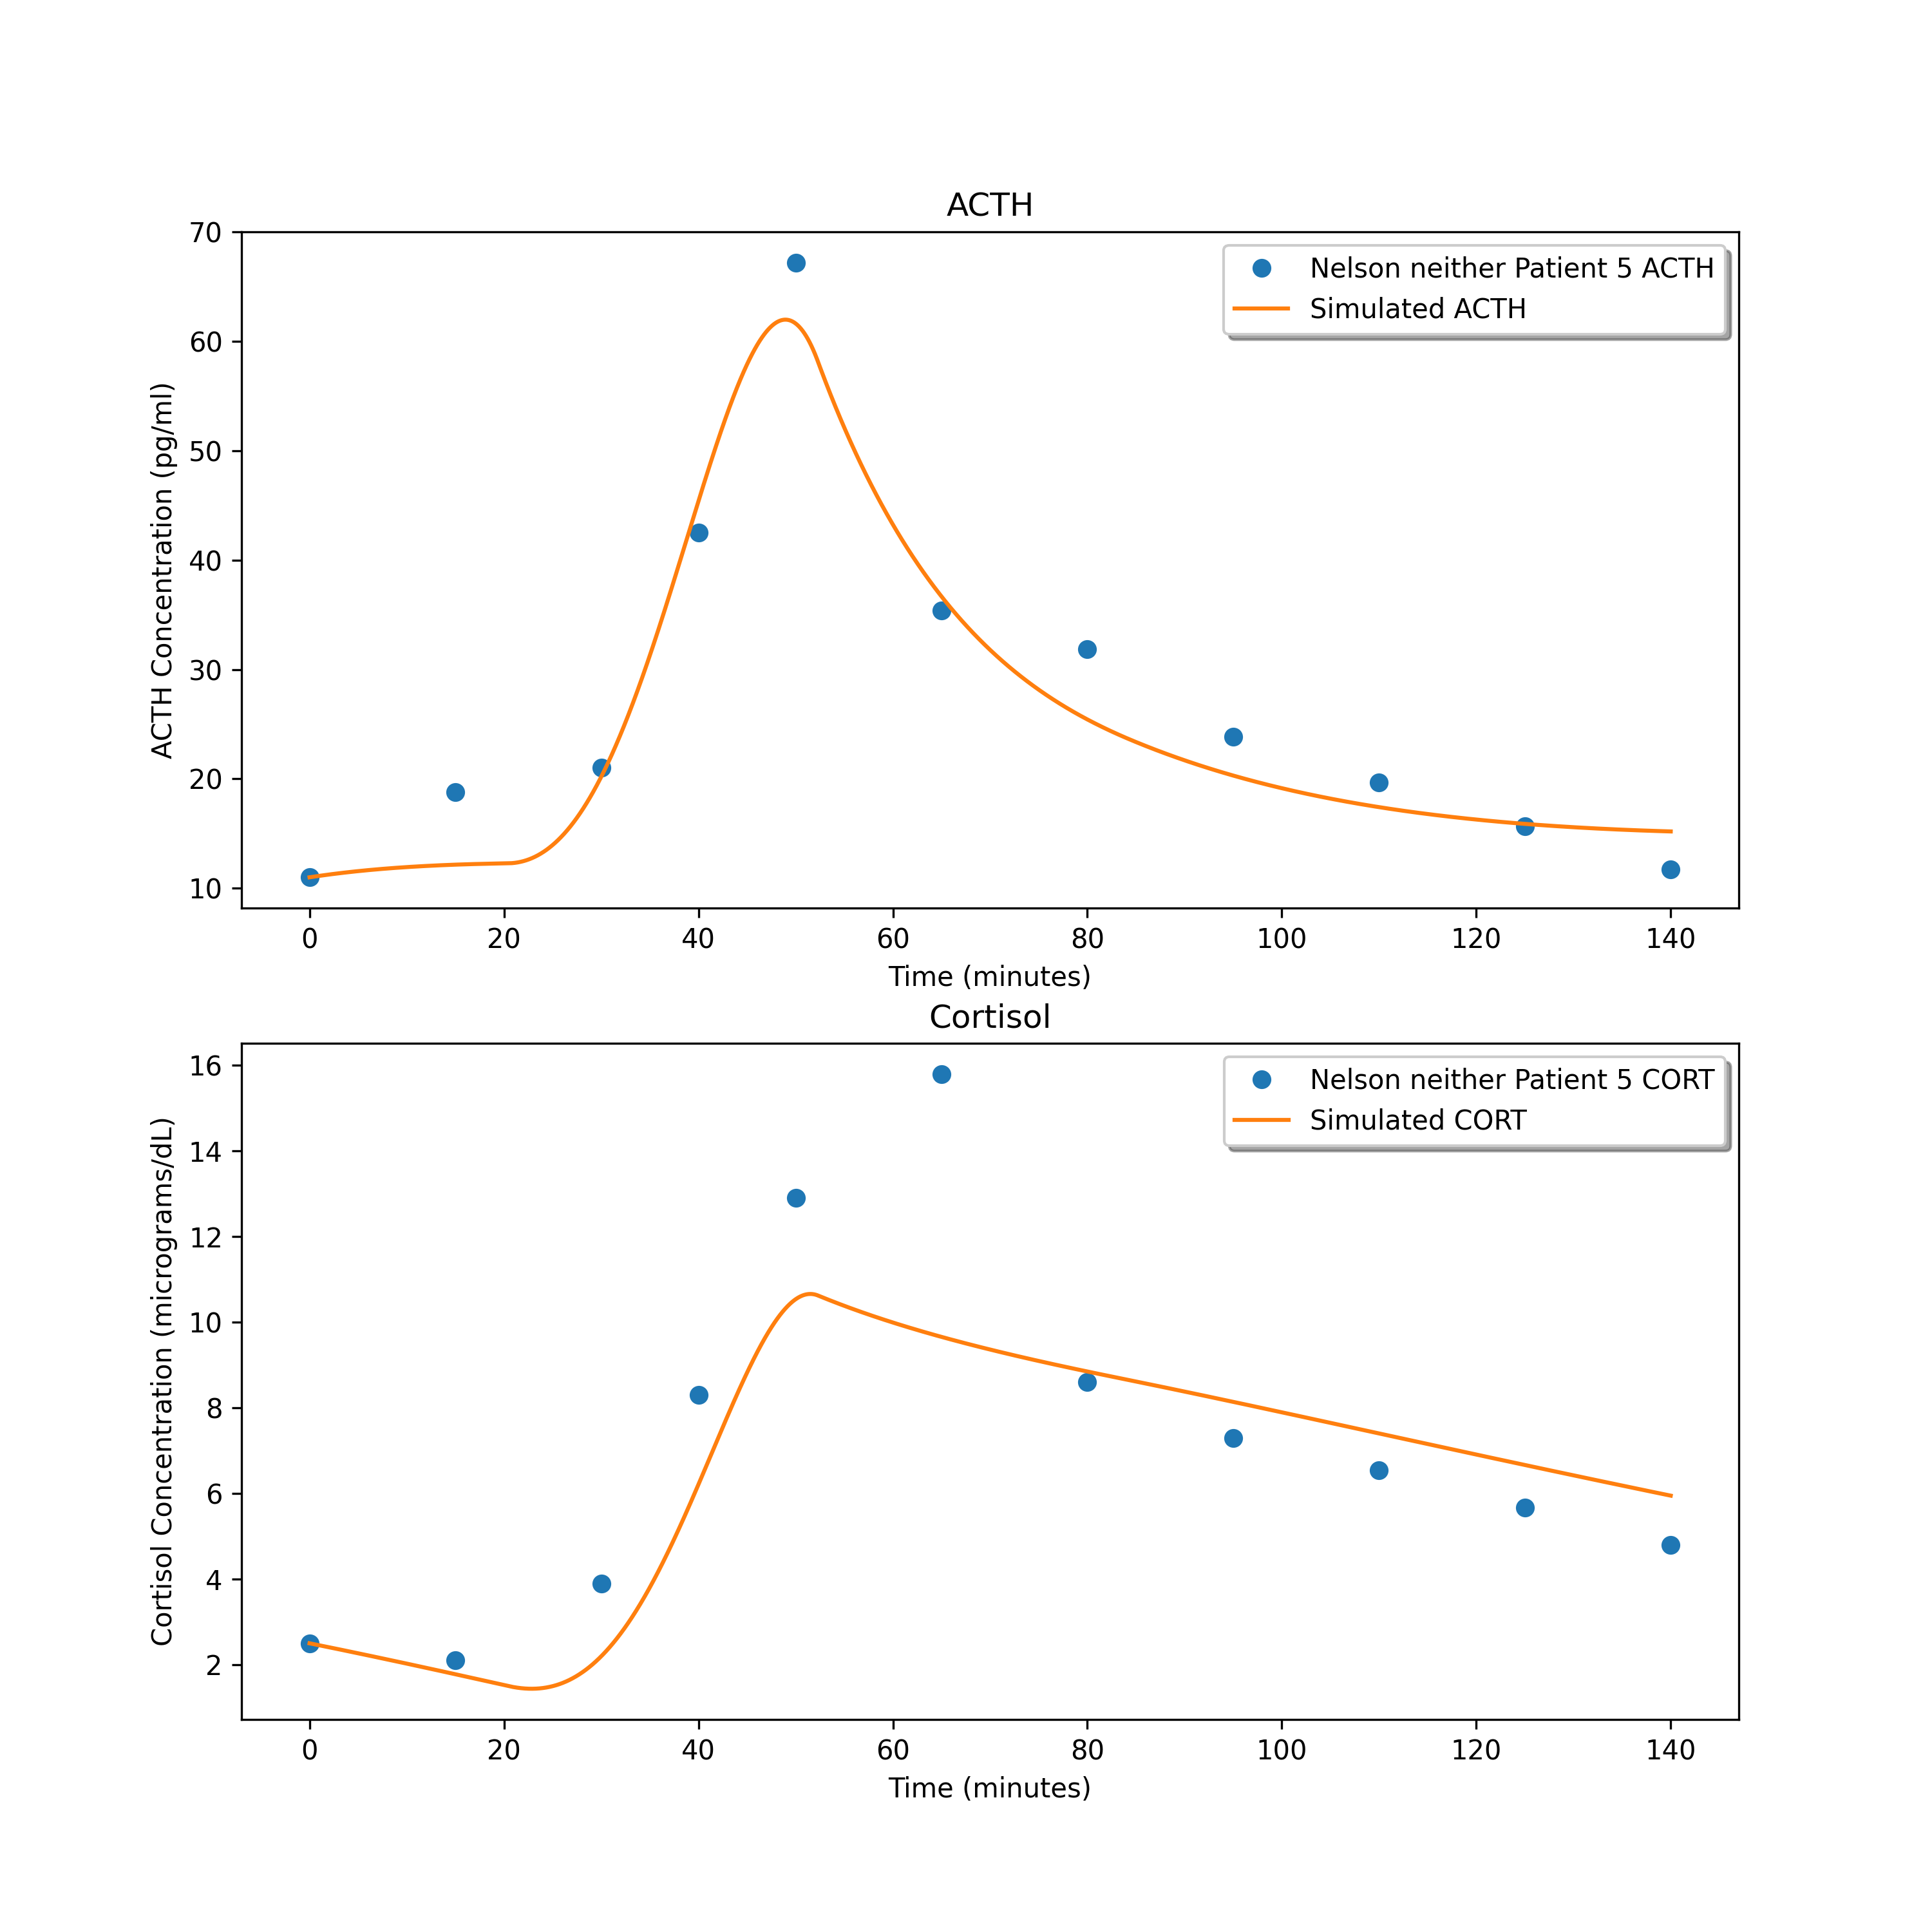 ACTH
70
60
50
40
30
20
10
ACTH Concentration (pg/ml)
Nelson neither Patient 5 ACTH
Simulated ACTH
0 20 40 60 80 100 120 140
Time (minutes)
Cortisol
16
14
12
10
8
6
4
2
Cortisol Concentration (micrograms/dL)
Nelson neither Patient 5 CORT
Simulated CORT
0 20 40 60 80 100 120 140
Time (minutes)